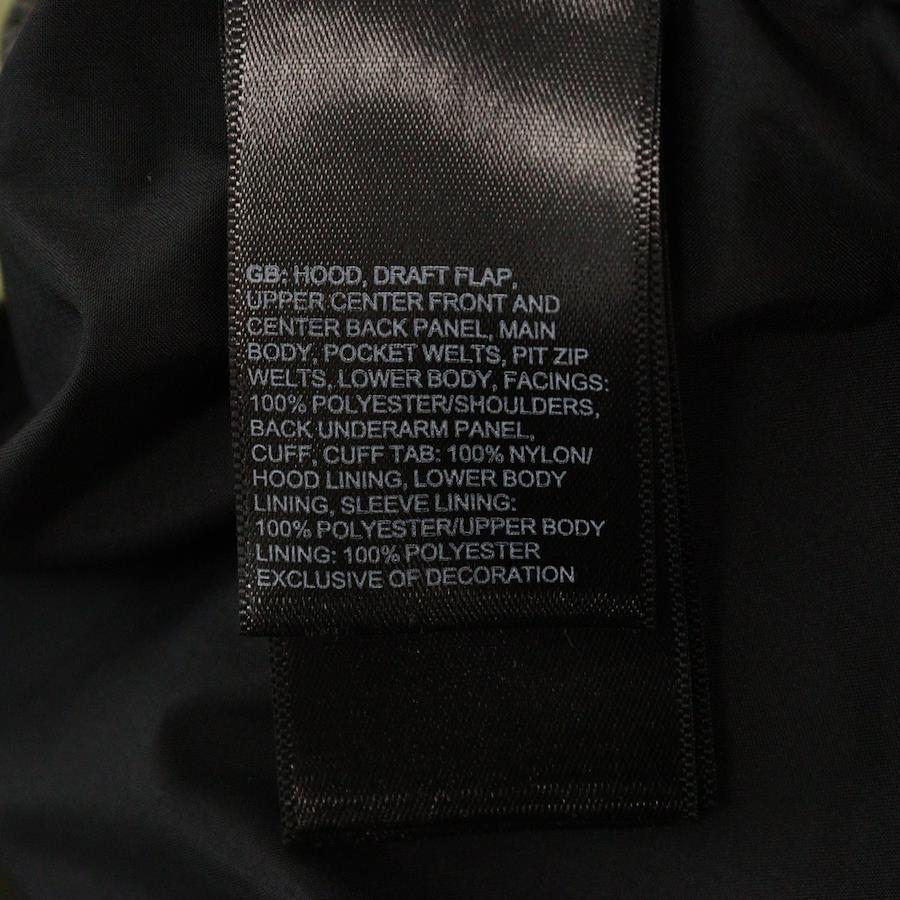 GB: HOOD, DRAFT FLAP,
UPPER CENTER FRONT AND
CENTER BACK PANEL, MAIN
BODY, POCKET WELTS, PIT ZIP
WELTS, LOWER BODY, FACINGS:
100% POLYESTER/SHOULDERS,
BACK UNDERARM PANEL,
CUFF, CUFF TAB: 100% NYLON/
HOOD LINING, LOWER BODY
LINING, SLEEVE LINING:
100% POLYESTER/UPPER BODY
LINING: 100% POLYESTER
EXCLUSIVE OF DECORATION